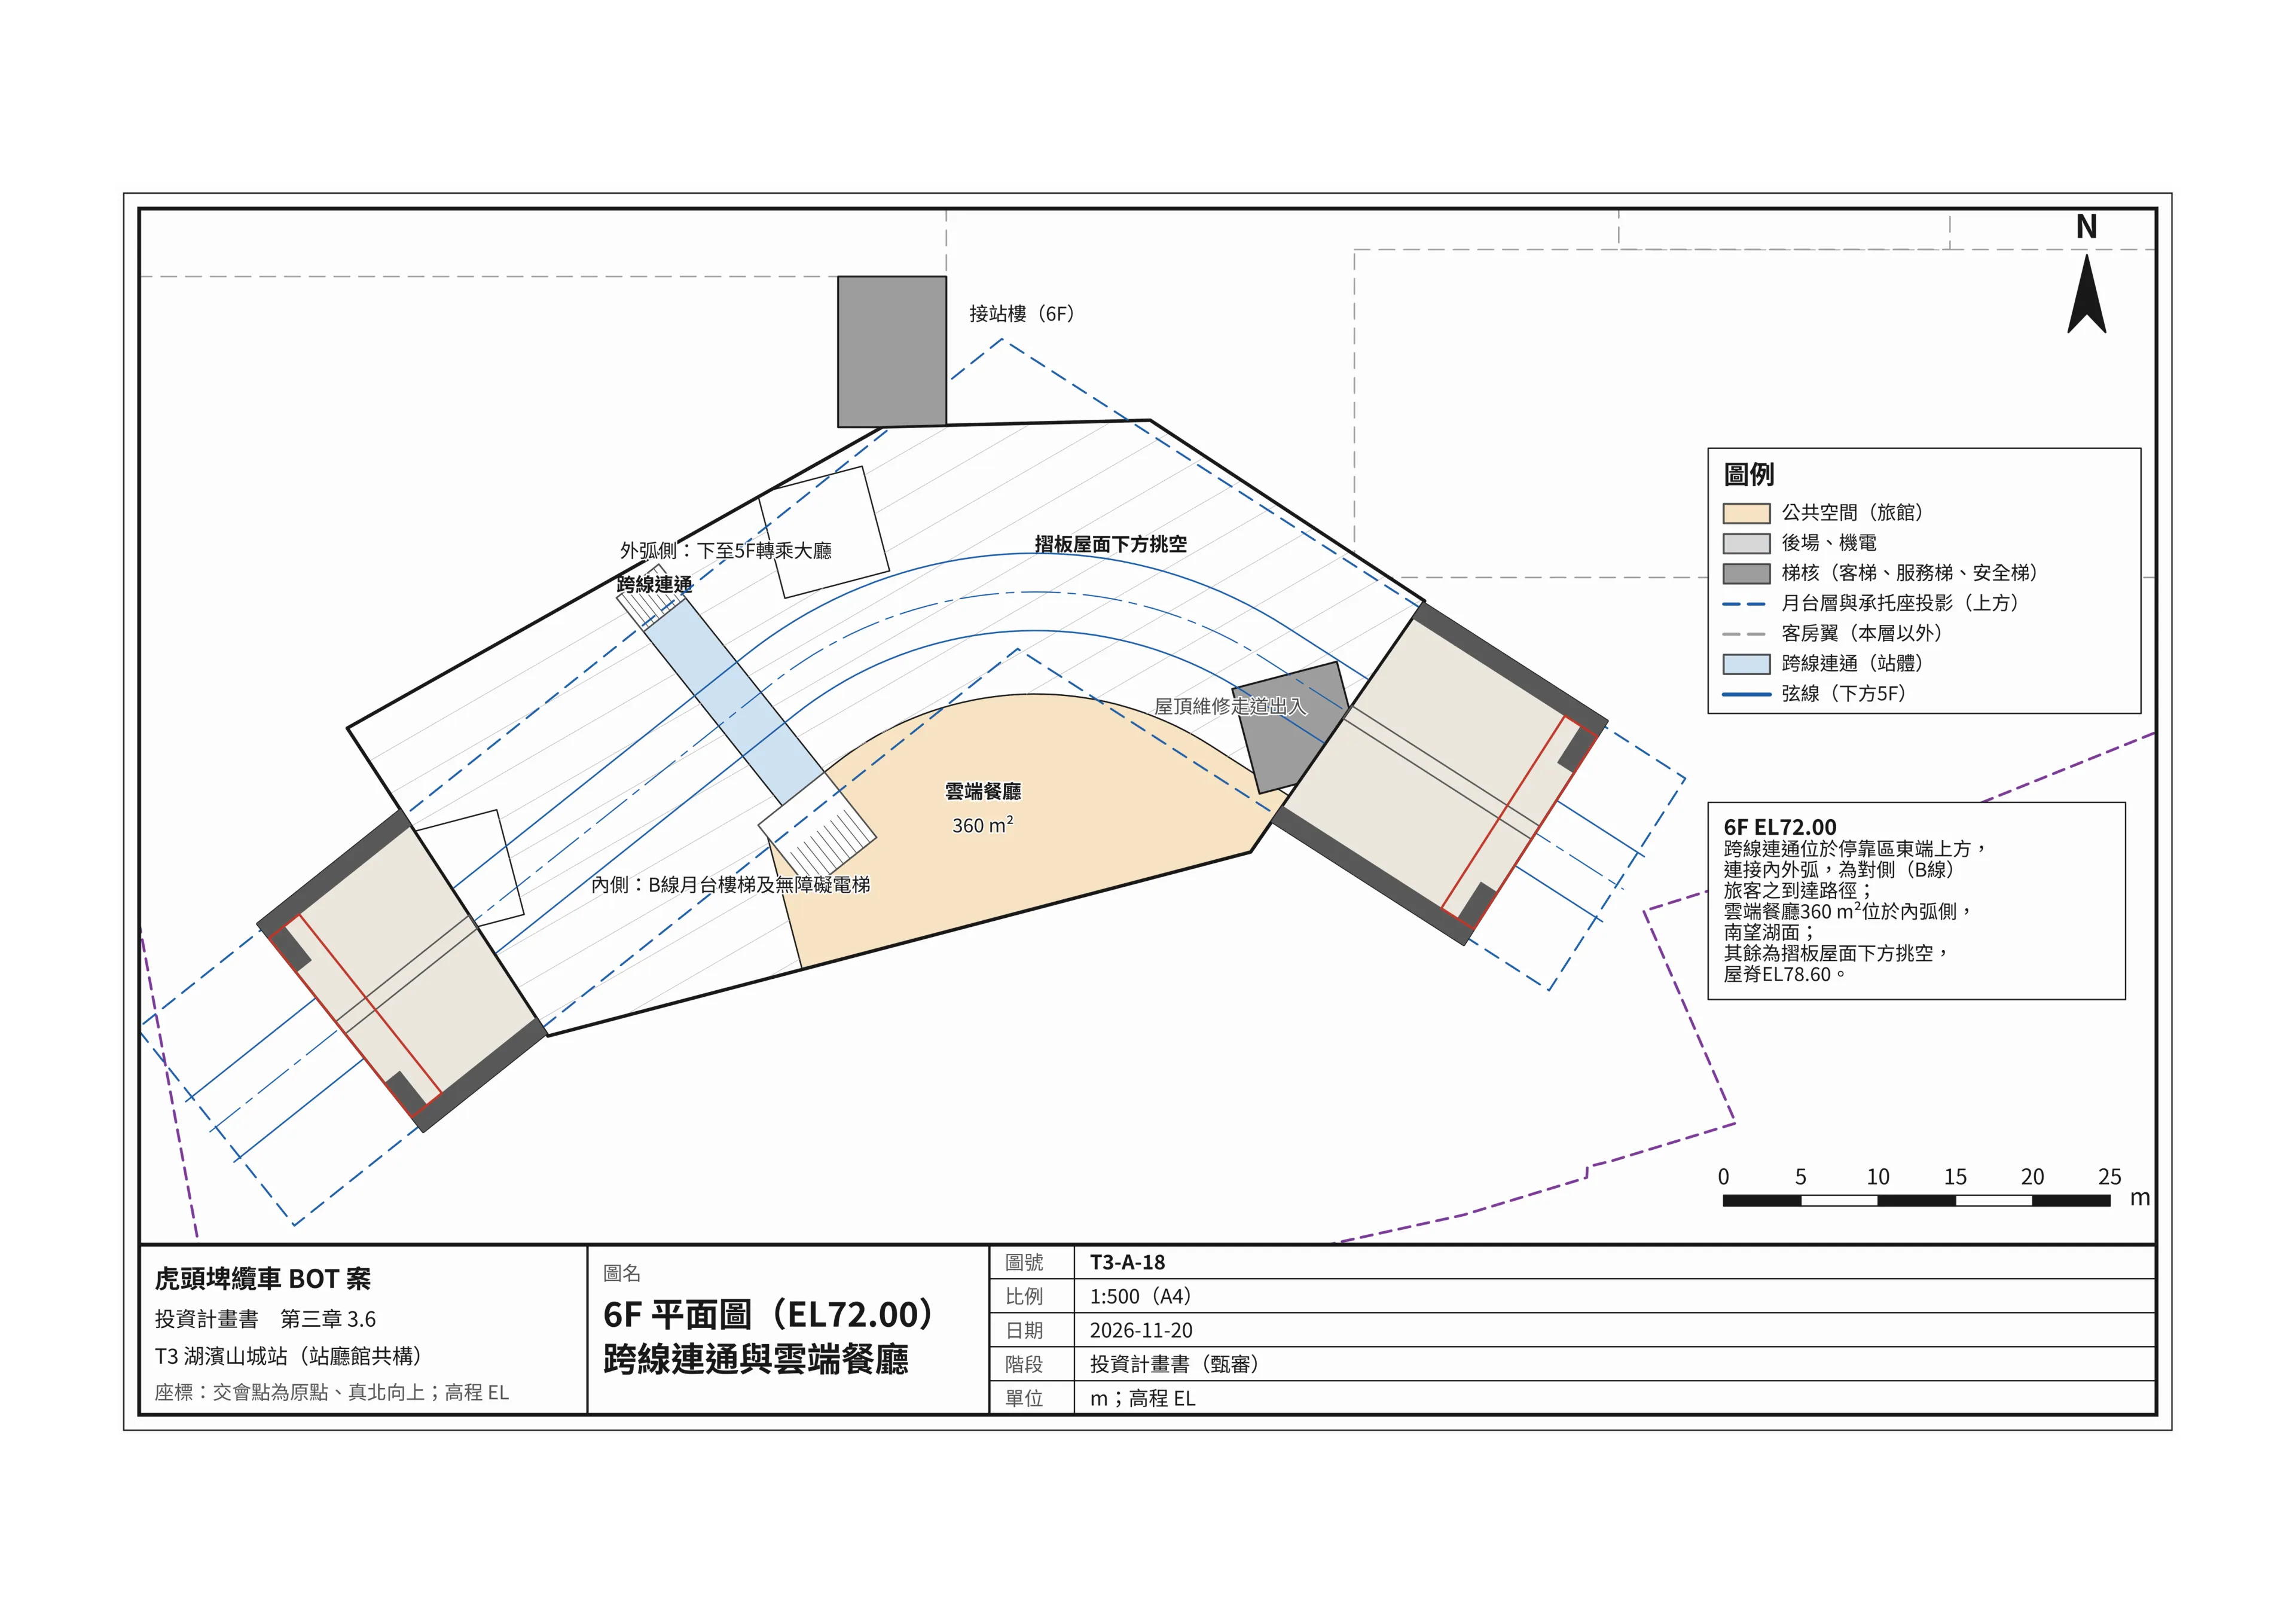 N
接站樓（6F）
外弧側：下至5F轉乘大廳
跨線連通
摺板屋面下方挑空
屋頂維修走道出入
雲端餐廳
360 m²
內側：B線月台樓梯及無障礙電梯
圖例
公共空間（旅館）
後場、機電
梯核（客梯、服務梯、安全梯）
月台層與承托座投影（上方）
客房翼（本層以外）
跨線連通（站體）
弦線（下方5F）
6F EL72.00
跨線連通位於停靠區東端上方，
連接內外弧，為對側（B線）
旅客之到達路徑；
雲端餐廳360 m²位於內弧側，
南望湖面；
其餘為摺板屋面下方挑空，
屋脊EL78.60。
0 5 10 15 20 25 m
虎頭埤纜車 BOT 案
投資計畫書 第三章 3.6
T3 湖濱山城站（站廳館共構）
座標：交會點為原點、真北向上；高程 EL
圖名
6F 平面圖（EL72.00）
跨線連通與雲端餐廳
圖號 T3-A-18
比例 1:500（A4）
日期 2026-11-20
階段 投資計畫書（甄審）
單位 m；高程 EL